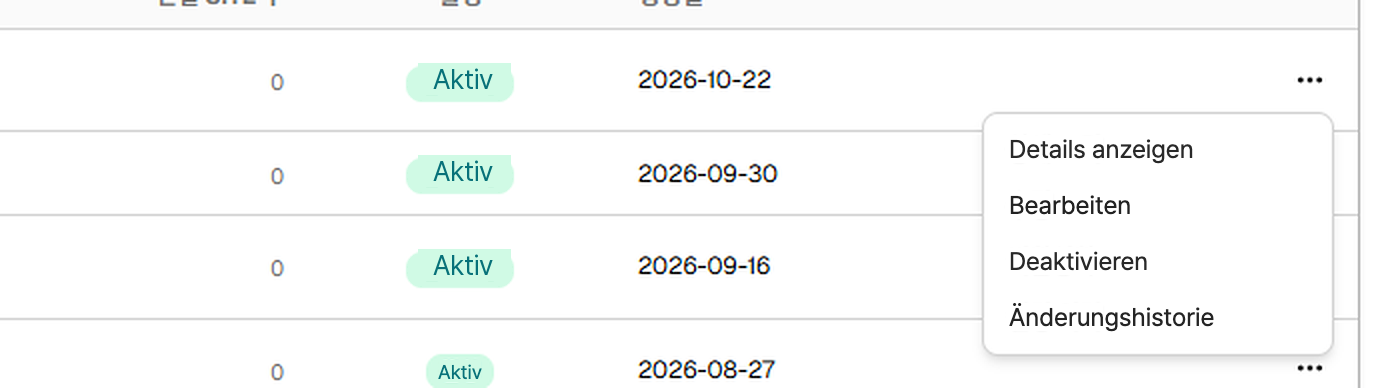 0 Aktiv 2026-10-22
Details anzeigen
0 Aktiv 2026-09-30
Bearbeiten
Deaktivieren
0 Aktiv 2026-09-16
Änderungshistorie
0 Aktiv 2026-08-27